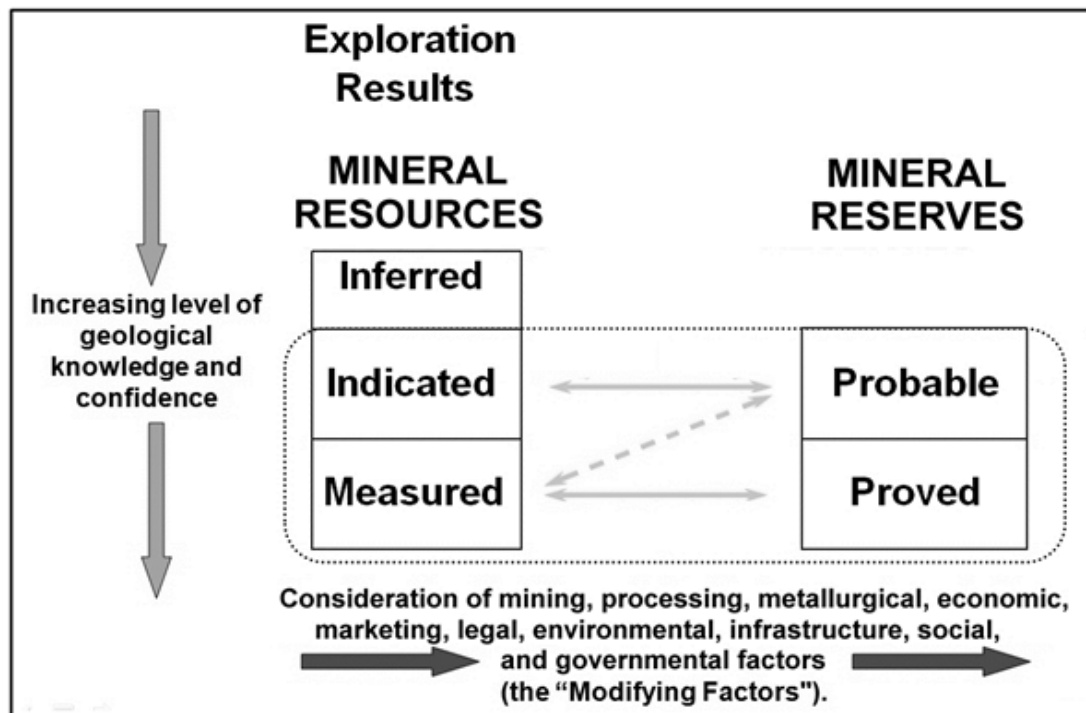 Exploration
Results
MINERAL
RESOURCES
MINERAL
RESERVES
Inferred
Increasing level of
geological
knowledge and
confidence
Indicated
Probable
Measured
Proved
Consideration of mining, processing, metallurgical, economic,
marketing, legal, environmental, infrastructure, social,
and governmental factors
(the “Modifying Factors").